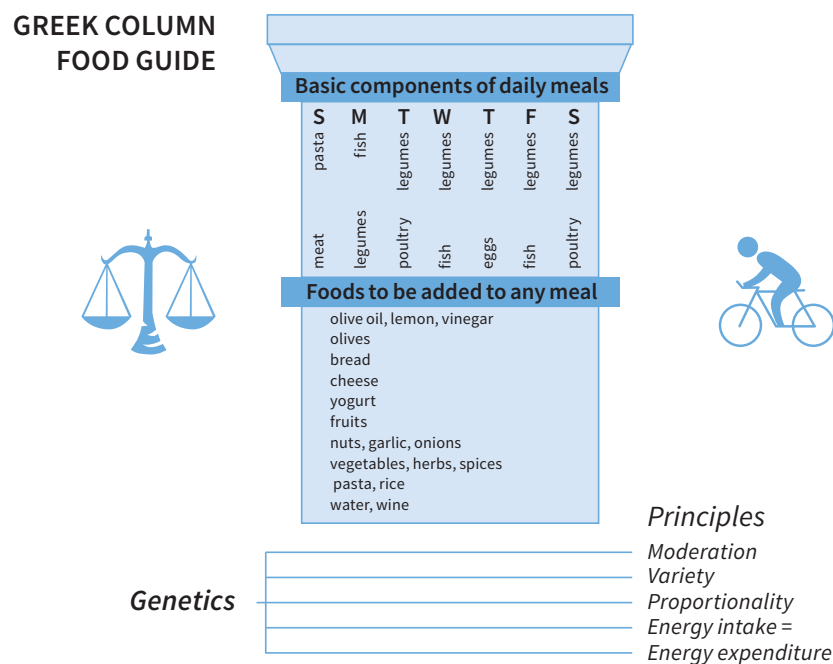 GREEK COLUMN
FOOD GUIDE
Basic components of daily meals
S M T W T F S
pasta fish legumes legumes legumes legumes legumes
meat legumes poultry fish eggs fish poultry
Foods to be added to any meal
olive oil, lemon, vinegar
olives
bread
cheese
yogurt
fruits
nuts, garlic, onions
vegetables, herbs, spices
pasta, rice
water, wine
Principles
Moderation
Variety
Genetics
Proportionality
Energy intake =
Energy expenditure